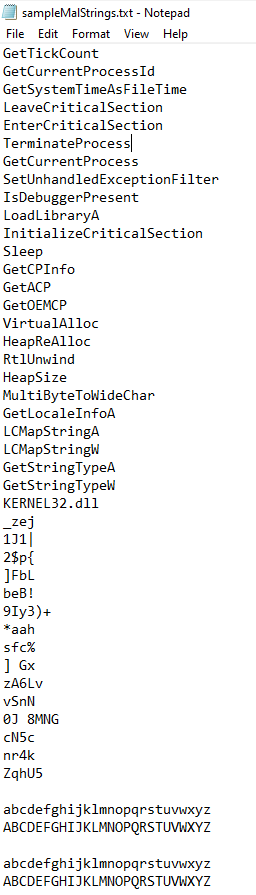 sampleMalStrings.txt - Notepad
File Edit Format View Help
GetTickCount
GetCurrentProcessId
GetSystemTimeAsFileTime
LeaveCriticalSection
EnterCriticalSection
TerminateProcess
GetCurrentProcess
SetUnhandledExceptionFilter
IsDebuggerPresent
LoadLibraryA
InitializeCriticalSection
Sleep
GetCPInfo
GetACP
GetOEMCP
VirtualAlloc
HeapReAlloc
RtlUnwind
HeapSize
MultiByteToWideChar
GetLocaleInfoA
LCMapStringA
LCMapStringW
GetStringTypeA
GetStringTypeW
KERNEL32.dll
_zej
1J1|
2$p{
]FbL
beB!
9Iy3)+
*aah
sfc%
] Gx
zA6Lv
vSnN
0J 8MNG
cN5c
nr4k
ZqhU5
abcdefghijklmnopqrstuvwxyz
ABCDEFGHIJKLMNOPQRSTUVWXYZ
abcdefghijklmnopqrstuvwxyz
ABCDEFGHIJKLMNOPQRSTUVWXYZ